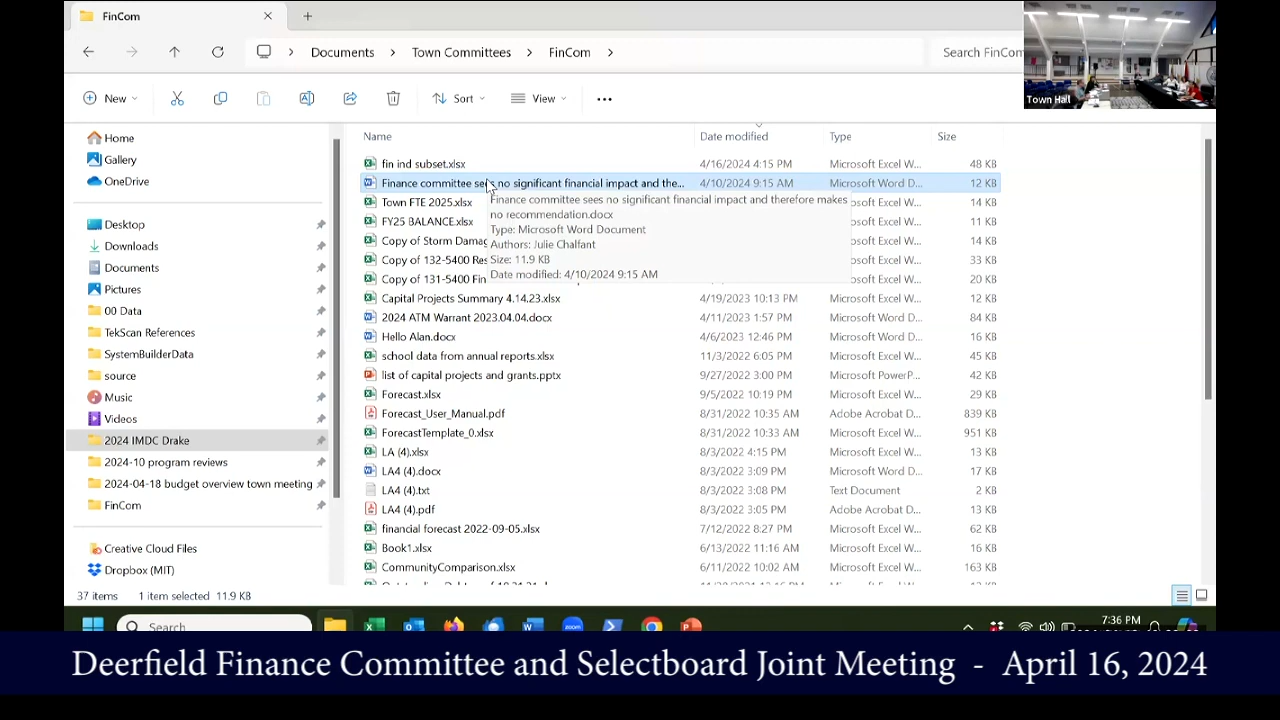 FinCom
Documents > Town Committees > FinCom >
Search FinCom
New
Sort
View
Town Hall
Home
Gallery
OneDrive
Desktop
Downloads
Documents
Pictures
00 Data
TekScan References
SystemBuilderData
source
Music
Videos
2024 IMDC Drake
2024-10 program reviews
2024-04-18 budget overview town meeting
FinCom
Creative Cloud Files
Dropbox (MIT)
Name Date modified Type Size
fin ind subset.xlsx 4/16/2024 4:15 PM Microsoft Excel W... 48 KB
Finance committee sees no significant financial impact and the... 4/10/2024 9:15 AM Microsoft Word D... 12 KB
Town FTE 2025.xlsx
FY25 BALANCE.xlsx
Copy of Storm Damag
Copy of 132-5400 Res
Copy of 131-5400 Fin
Finance committee sees no significant financial impact and therefore makes
no recommendation.docx
Type: Microsoft Word Document
Authors: Julie Chalfant
Size: 11.9 KB
Date modified: 4/10/2024 9:15 AM
Capital Projects Summary 4.14.23.xlsx 4/19/2023 10:13 PM Microsoft Excel W... 12 KB
2024 ATM Warrant 2023.04.04.docx 4/11/2023 1:57 PM Microsoft Word D... 84 KB
Hello Alan.docx 4/6/2023 12:46 PM Microsoft Word D... 16 KB
school data from annual reports.xlsx 11/3/2022 6:05 PM Microsoft Excel W... 45 KB
list of capital projects and grants.pptx 9/27/2022 3:00 PM Microsoft PowerP... 42 KB
Forecast.xlsx 9/5/2022 10:19 PM Microsoft Excel W... 29 KB
Forecast_User_Manual.pdf 8/31/2022 10:35 AM Adobe Acrobat D... 839 KB
ForecastTemplate_0.xlsx 8/31/2022 10:33 AM Microsoft Excel W... 951 KB
LA (4).xlsx 8/3/2022 4:15 PM Microsoft Excel W... 13 KB
LA4 (4).docx 8/3/2022 3:09 PM Microsoft Word D... 17 KB
LA4 (4).txt 8/3/2022 3:08 PM Text Document 2 KB
LA4 (4).pdf 8/3/2022 3:05 PM Adobe Acrobat D... 13 KB
financial forecast 2022-09-05.xlsx 7/12/2022 8:27 PM Microsoft Excel W... 62 KB
Book1.xlsx 6/13/2022 11:16 AM Microsoft Excel W... 16 KB
CommunityComparison.xlsx 6/11/2022 10:02 AM Microsoft Excel W... 163 KB
37 items 1 item selected 11.9 KB
Search
7:36 PM
Deerfield Finance Committee and Selectboard Joint Meeting - April 16, 2024